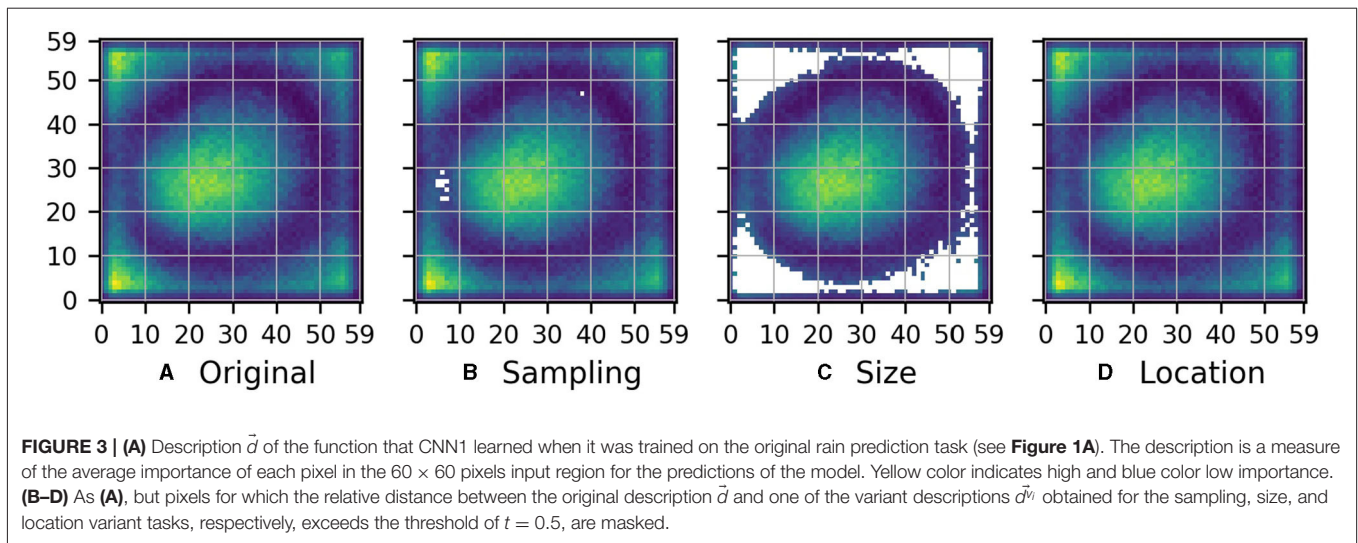 59
50
40
30
20
10
0
0 10 20 30 40 50 59
0 10 20 30 40 50 59
0 10 20 30 40 50 59
0 10 20 30 40 50 59
A Original
B Sampling
C Size
D Location
FIGURE 3 | (A) Description d⃗ of the function that CNN1 learned when it was trained on the original rain prediction task (see Figure 1A). The description is a measure
of the average importance of each pixel in the 60 × 60 pixels input region for the predictions of the model. Yellow color indicates high and blue color low importance.
(B–D) As (A), but pixels for which the relative distance between the original description d⃗ and one of the variant descriptions d⃗^{v_i} obtained for the sampling, size, and
location variant tasks, respectively, exceeds the threshold of t = 0.5, are masked.